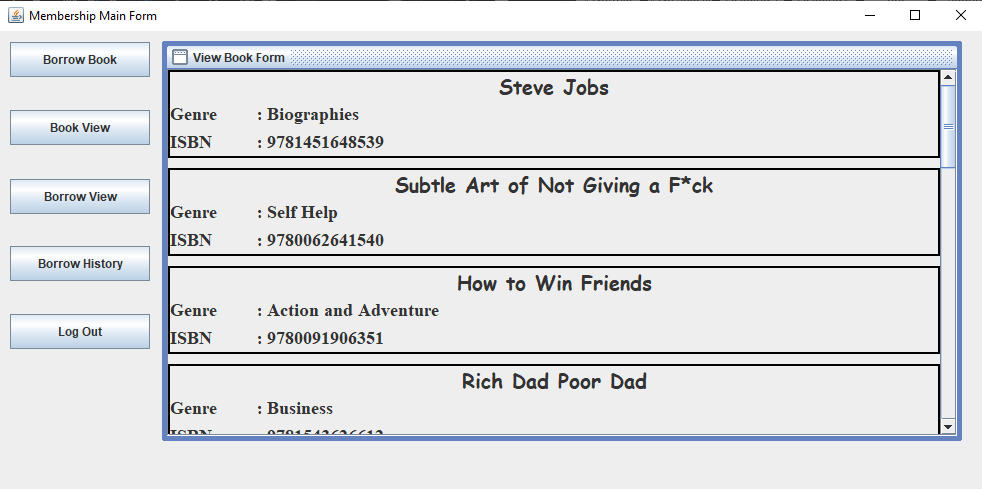 Membership Main Form
Borrow Book
Book View
Borrow View
Borrow History
Log Out
View Book Form
Steve Jobs
Genre : Biographies
ISBN : 9781451648539
Subtle Art of Not Giving a F*ck
Genre : Self Help
ISBN : 9780062641540
How to Win Friends
Genre : Action and Adventure
ISBN : 9780091906351
Rich Dad Poor Dad
Genre : Business
ISBN :